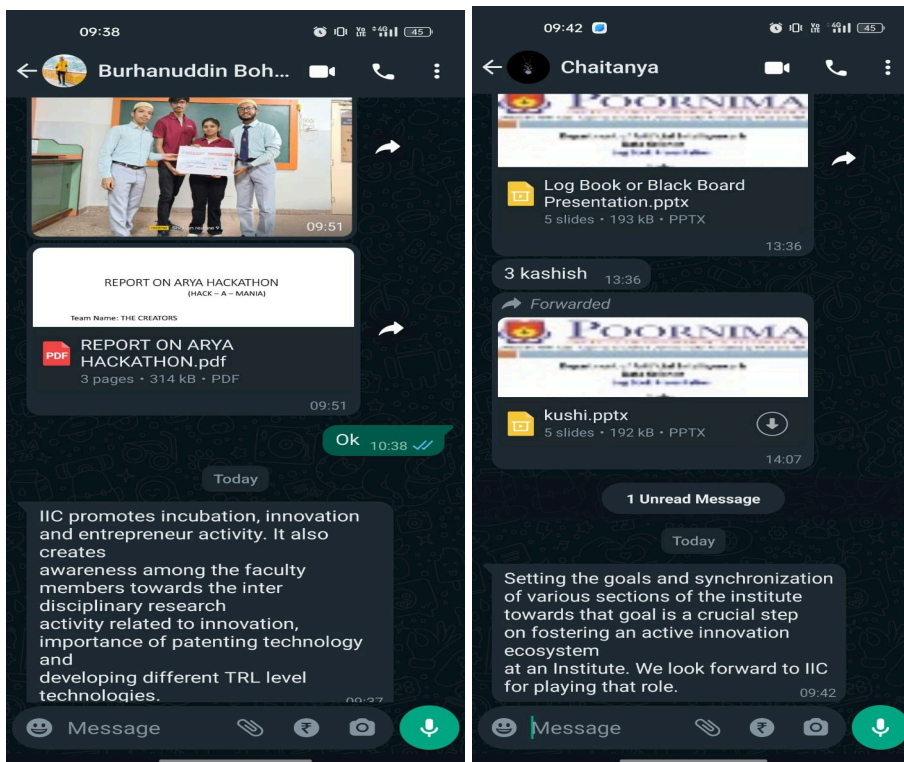 09:38
45
Burhanuddin Boh...
09:51
REPORT ON ARYA HACKATHON
(HACK – A – MANIA)
Team Name: THE CREATORS
PDF
REPORT ON ARYA
HACKATHON.pdf
3 pages • 314 kB • PDF
09:51
Ok 10:38
Today
IIC promotes incubation, innovation
and entrepreneur activity. It also
creates
awareness among the faculty
members towards the inter
disciplinary research
activity related to innovation,
importance of patenting technology
and
developing different TRL level
technologies.
09:37
Message
09:42
45
Chaitanya
POORNIMA
Log Book or Black Board
Presentation.pptx
5 slides • 193 kB • PPTX
13:36
3 kashish 13:36
Forwarded
POORNIMA
kushi.pptx
5 slides • 192 kB • PPTX
14:07
1 Unread Message
Today
Setting the goals and synchronization
of various sections of the institute
towards that goal is a crucial step
on fostering an active innovation
ecosystem
at an Institute. We look forward to IIC
for playing that role.
09:42
Message